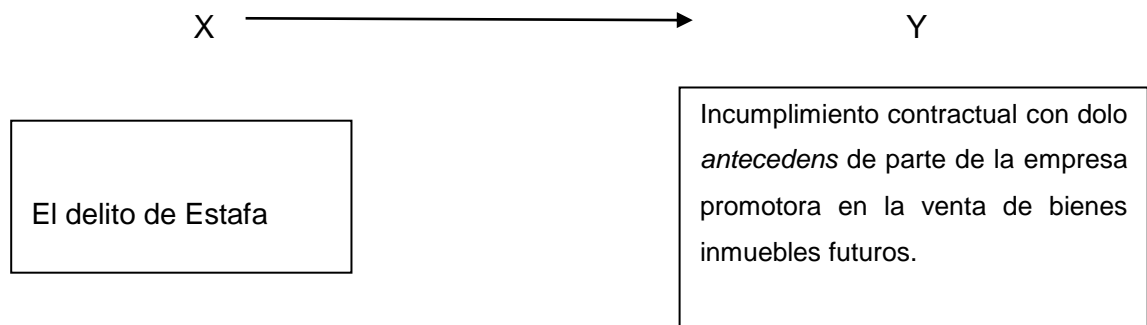 X Y
El delito de Estafa
Incumplimiento contractual con dolo
antecedens de parte de la empresa
promotora en la venta de bienes
inmuebles futuros.